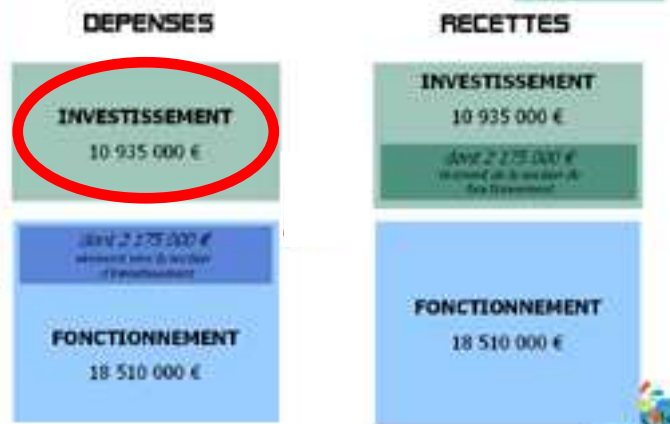 DEPENSES
INVESTISSEMENT
10 935 000 €
dont 2 175 000 €
FONCTIONNEMENT
18 510 000 €
RECETTES
INVESTISSEMENT
10 935 000 €
dont 2 175 000 €
FONCTIONNEMENT
18 510 000 €